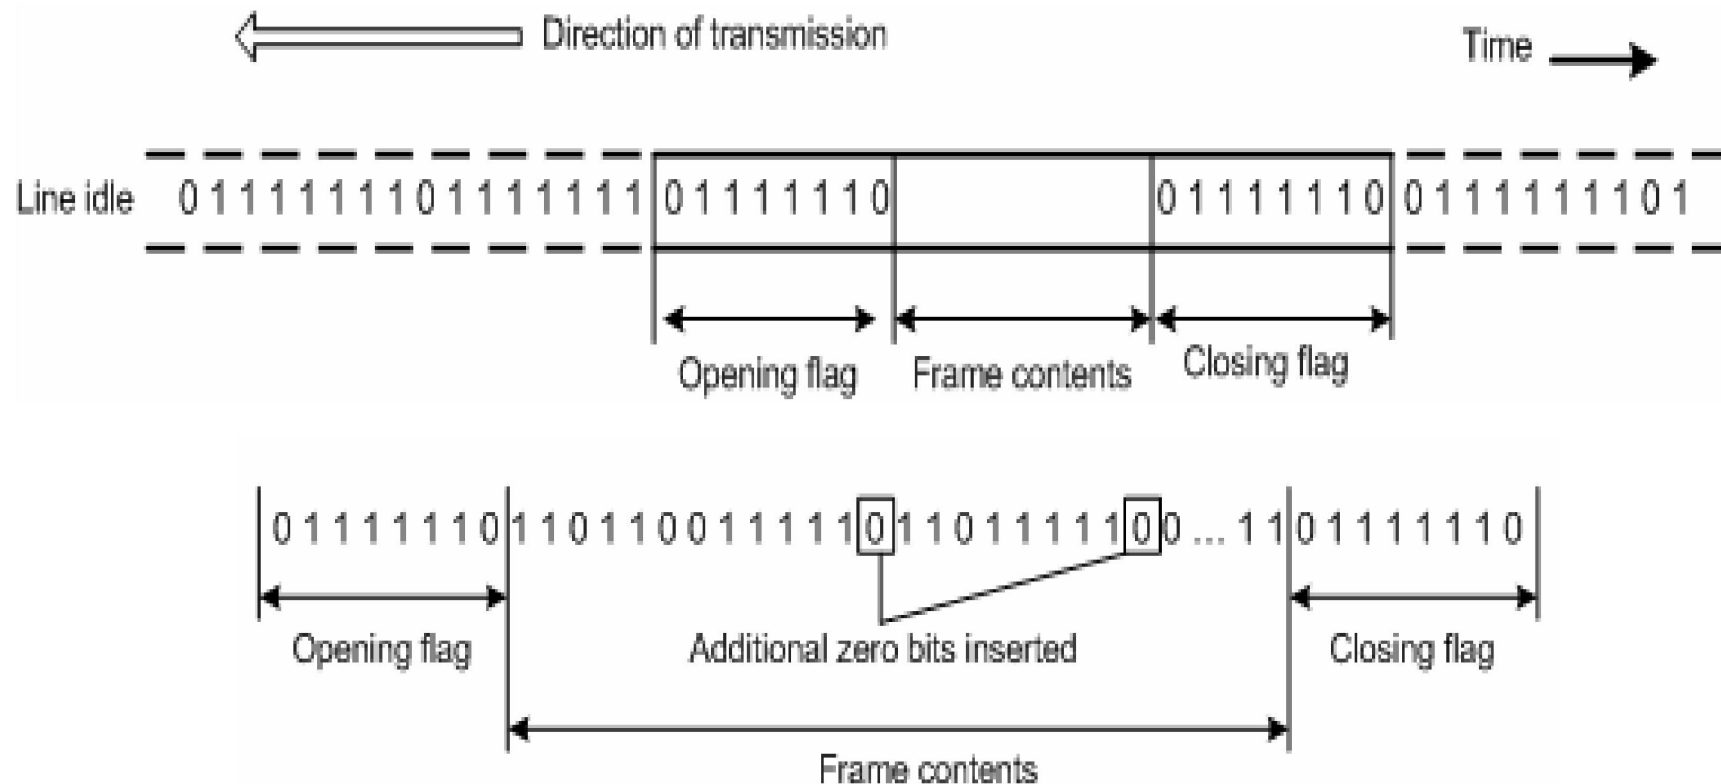 Direction of transmission
Time
Line idle 0 1 1 1 1 1 1 1 0 1 1 1 1 1 1 1 0 1 1 1 1 1 1 0 0 1 1 1 1 1 1 0 0 1 1 1 1 1 1 1 0 1
Opening flag Frame contents Closing flag
0 1 1 1 1 1 1 0 1 1 0 1 1 0 0 1 1 1 1 1 0 1 1 0 1 1 1 1 1 0 0 ... 1 1 0 1 1 1 1 1 1 0
Opening flag Additional zero bits inserted Closing flag
Frame contents